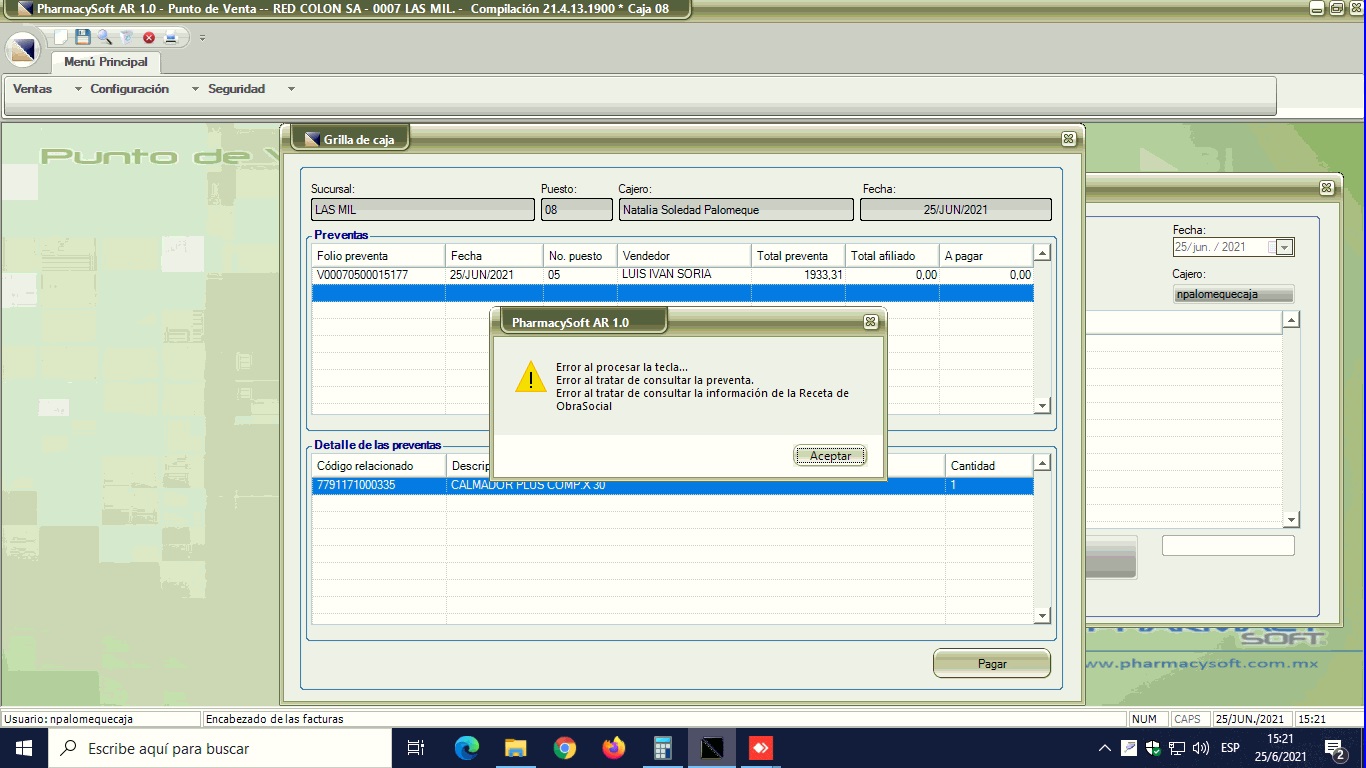 PharmacySoft AR 1.0 - Punto de Venta -- RED COLON SA - 0007 LAS MIL - Compilación 21.4.13.1900 * Caja 08
Menú Principal
Ventas Configuración Seguridad
Punto de
Grilla de caja
Sucursal: Puesto: Cajero: Fecha:
LAS MIL 08 Natalia Soledad Palomeque 25/JUN/2021
Fecha:
25/jun. / 2021
Cajero:
npalomequecaja
Preventas
Folio preventa Fecha No. puesto Vendedor Total preventa Total afiliado A pagar
V00070500015177 25/JUN/2021 05 LUIS IVAN SORIA 1933,31 0,00 0,00
PharmacySoft AR 1.0
Error al procesar la tecla...
Error al tratar de consultar la preventa.
Error al tratar de consultar la información de la Receta de
ObraSocial
Aceptar
Detalle de las preventas
Código relacionado Descrip Cantidad
7791171000335 CALMADOR PLUS COMP.X 30 1
Pagar
SOFT
ww.pharmacysoft.com.mx
Usuario: npalomequecaja Encabezado de las facturas NUM CAPS 25/JUN./2021 15:21
Escribe aquí para buscar
ESP
15:21
25/6/2021
2